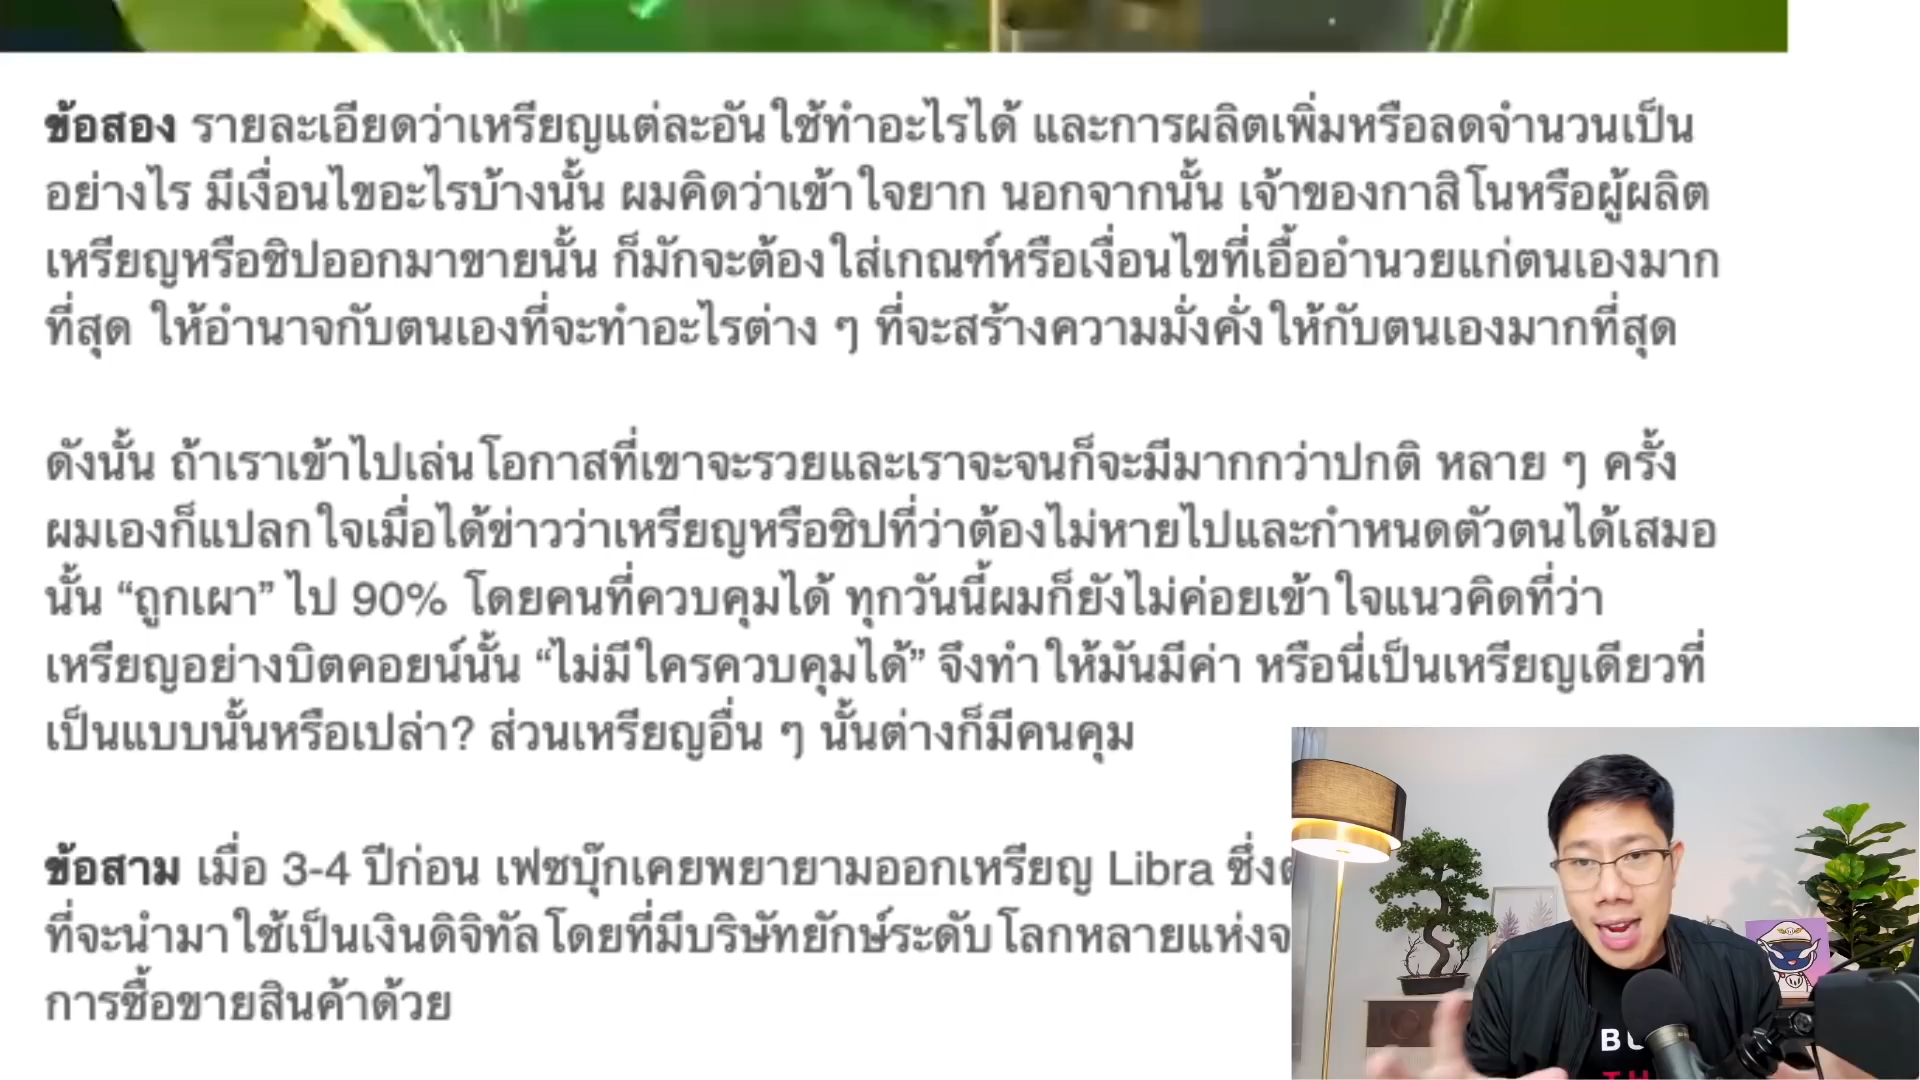 ข้อสอง รายละเอียดว่าเหรียญแต่ละอันใช้ทำอะไรได้ และการผลิตเพิ่มหรือลดจำนวนเป็น
อย่างไร มีเงื่อนไขอะไรบ้างนั้น ผมคิดว่าเข้าใจยาก นอกจากนั้น เจ้าของกาสิโนหรือผู้ผลิต
เหรียญหรือชิปออกมาขายนั้น ก็มักจะต้องใส่เกณฑ์หรือเงื่อนไขที่เอื้ออำนวยแก่ตนเองมาก
ที่สุด ให้อำนาจกับตนเองที่จะทำอะไรต่าง ๆ ที่จะสร้างความมั่งคั่งให้กับตนเองมากที่สุด
ดังนั้น ถ้าเราเข้าไปเล่นโอกาสที่เขาจะรวยและเราจะจนก็จะมีมากกว่าปกติ หลาย ๆ ครั้ง
ผมเองก็แปลกใจเมื่อได้ข่าวว่าเหรียญหรือชิปที่ว่าต้องไม่หายไปและกำหนดตัวตนได้เสมอ
นั้น “ถูกเผา” ไป 90% โดยคนที่ควบคุมได้ ทุกวันนี้ผมก็ยังไม่ค่อยเข้าใจแนวคิดที่ว่า
เหรียญอย่างบิตคอยน์นั้น “ไม่มีใครควบคุมได้” จึงทำให้มันมีค่า หรือนี่เป็นเหรียญเดียวที่
เป็นแบบนั้นหรือเปล่า? ส่วนเหรียญอื่น ๆ นั้นต่างก็มีคนคุม
ข้อสาม เมื่อ 3-4 ปีก่อน เฟซบุ๊กเคยพยายามออกเหรียญ Libra ซึ่ง
ที่จะนำมาใช้เป็นเงินดิจิทัลโดยที่มีบริษัทยักษ์ระดับโลกหลายแห่งจ
การซื้อขายสินค้าด้วย